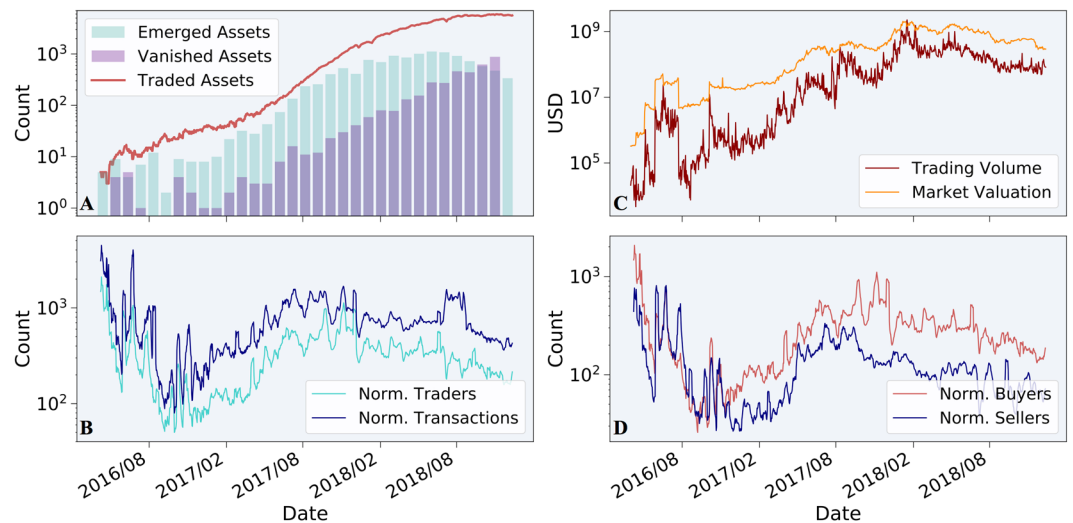 Count
10³
10²
10¹
10⁰
Emerged Assets
Vanished Assets
Traded Assets
A
USD
10⁹
10⁷
10⁵
Trading Volume
Market Valuation
C
Count
10³
10²
Norm. Traders
Norm. Transactions
B
2016/08
2017/02
2017/08
2018/02
2018/08
Date
Count
10³
10²
Norm. Buyers
Norm. Sellers
D
2016/08
2017/02
2017/08
2018/02
2018/08
Date